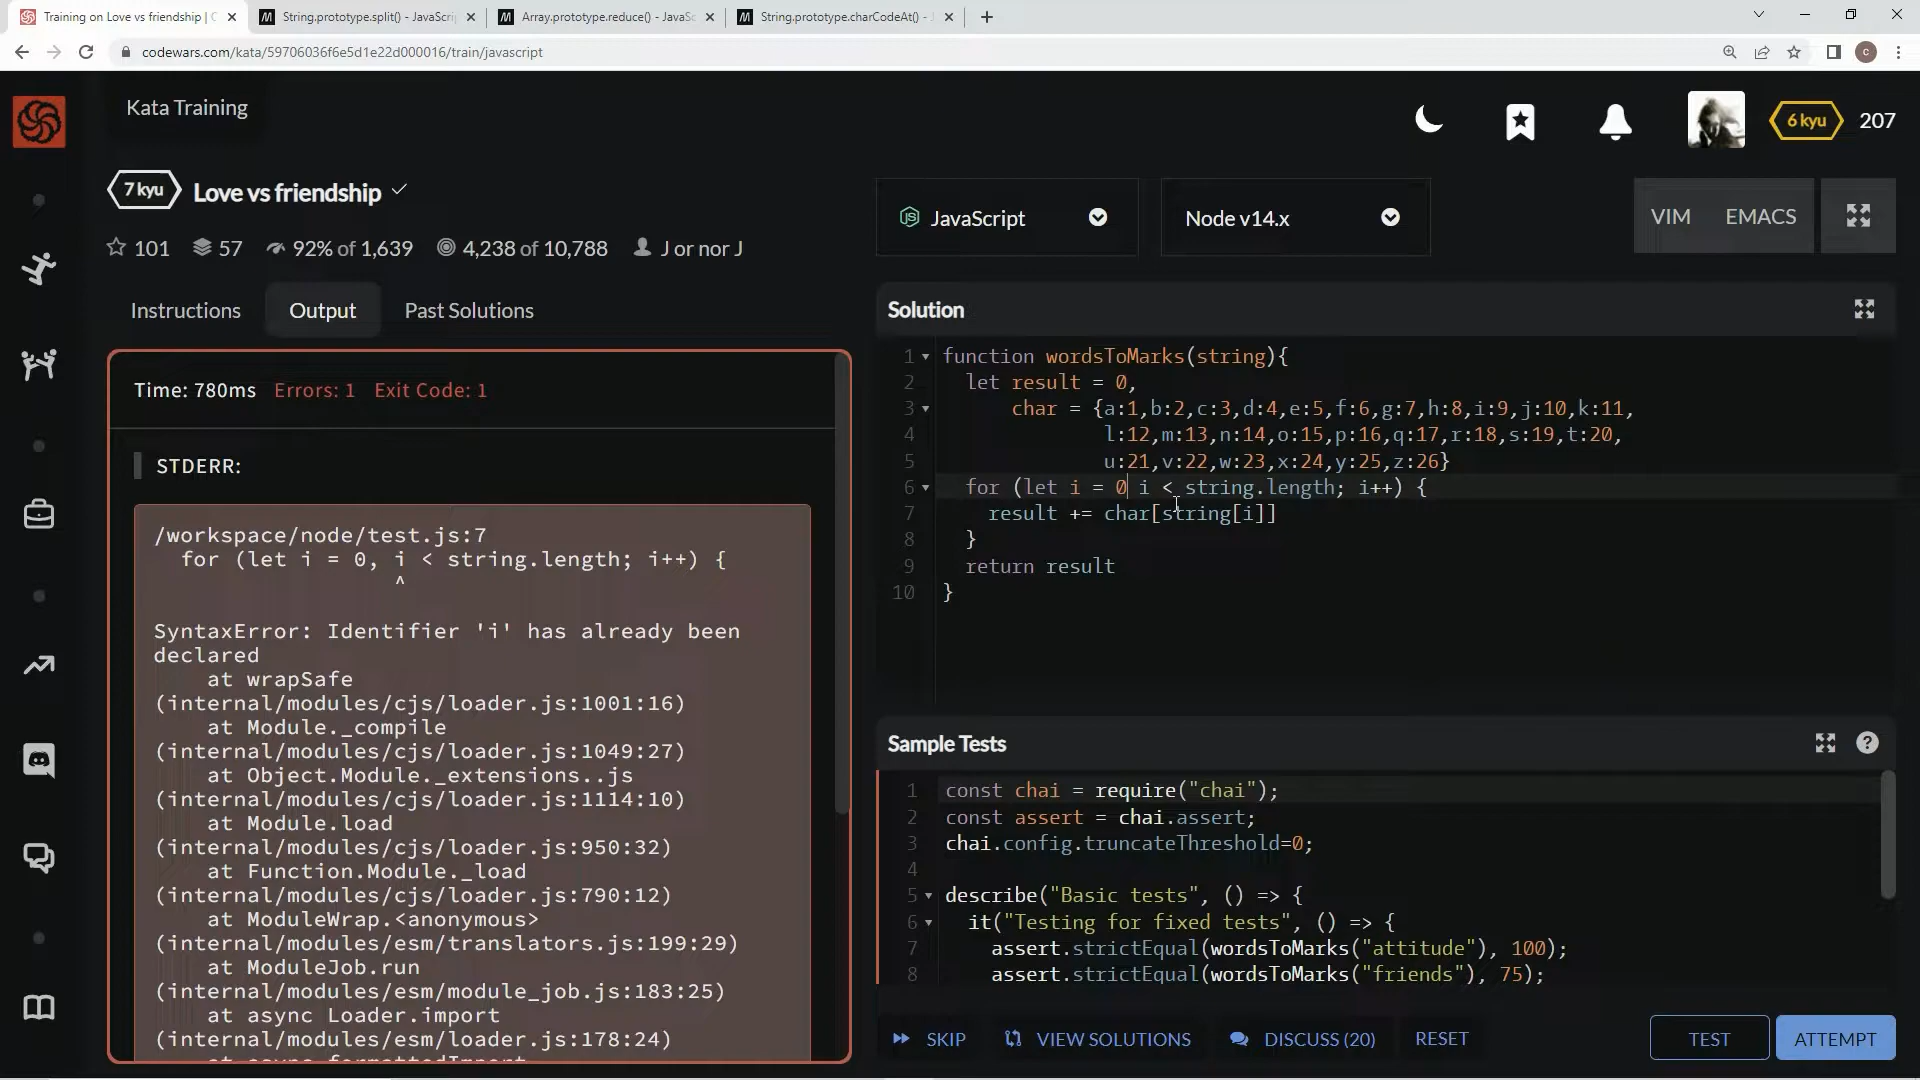 Training on Love vs friendship | C
String.prototype.split() - JavaScri
Array.prototype.reduce() - JavaSc
String.prototype.charCodeAt() -
codewars.com/kata/59706036f6e5d1e22d000016/train/javascript
C
Kata Training
6 kyu
207
7 kyu
Love vs friendship
101
57
92% of 1,639
4,238 of 10,788
J or nor J
JavaScript
Node v14.x
VIM
EMACS
Instructions
Output
Past Solutions
Time: 780ms Errors: 1 Exit Code: 1
STDERR:
/workspace/node/test.js:7
for (let i = 0, i < string.length; i++) {
^
SyntaxError: Identifier 'i' has already been
declared
at wrapSafe
(internal/modules/cjs/loader.js:1001:16)
at Module._compile
(internal/modules/cjs/loader.js:1049:27)
at Object.Module._extensions..js
(internal/modules/cjs/loader.js:1114:10)
at Module.load
(internal/modules/cjs/loader.js:950:32)
at Function.Module._load
(internal/modules/cjs/loader.js:790:12)
at ModuleWrap.<anonymous>
(internal/modules/esm/translators.js:199:29)
at ModuleJob.run
(internal/modules/esm/module_job.js:183:25)
at async Loader.import
(internal/modules/esm/loader.js:178:24)
Solution
1 function wordsToMarks(string){
2 let result = 0,
3 char = {a:1,b:2,c:3,d:4,e:5,f:6,g:7,h:8,i:9,j:10,k:11,
4 l:12,m:13,n:14,o:15,p:16,q:17,r:18,s:19,t:20,
5 u:21,v:22,w:23,x:24,y:25,z:26}
6 for (let i = 0 i < string.length; i++) {
7 result += char[string[i]]
8 }
9 return result
10 }
Sample Tests
?
1 const chai = require("chai");
2 const assert = chai.assert;
3 chai.config.truncateThreshold=0;
4
5 describe("Basic tests", () => {
6 it("Testing for fixed tests", () => {
7 assert.strictEqual(wordsToMarks("attitude"), 100);
8 assert.strictEqual(wordsToMarks("friends"), 75);
SKIP
VIEW SOLUTIONS
DISCUSS (20)
RESET
TEST
ATTEMPT